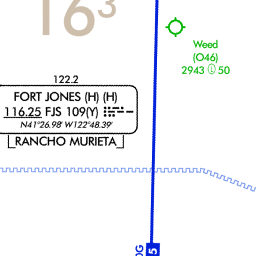 16³
Weed
(O46)
2943 Ⓛ 50
122.2
FORT JONES (H) (H)
116.25 FJS 109(Y)
N41°26.98' W122°48.39'
RANCHO MURIETA
5